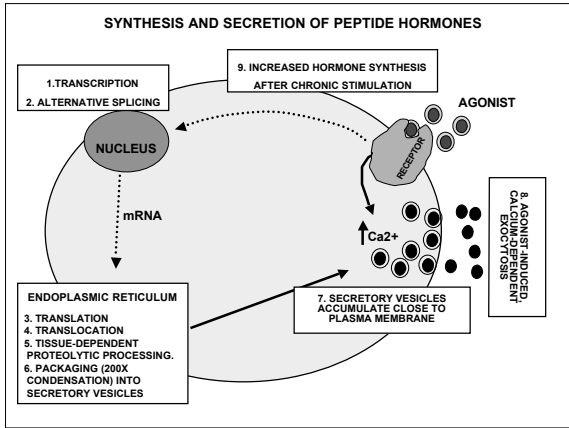 SYNTHESIS AND SECRETION OF PEPTIDE HORMONES
1.TRANSCRIPTION
2. ALTERNATIVE SPLICING
9. INCREASED HORMONE SYNTHESIS
AFTER CHRONIC STIMULATION
AGONIST
NUCLEUS
RECEPTOR
mRNA
Ca2+
8. AGONIST-INDUCED,
CALCIUM-DEPENDENT
EXOCYTOSIS
ENDOPLASMIC RETICULUM
3. TRANSLATION
4. TRANSLOCATION
5. TISSUE-DEPENDENT
PROTEOLYTIC PROCESSING.
6. PACKAGING (200X
CONDENSATION) INTO
SECRETORY VESICLES
7. SECRETORY VESICLES
ACCUMULATE CLOSE TO
PLASMA MEMBRANE